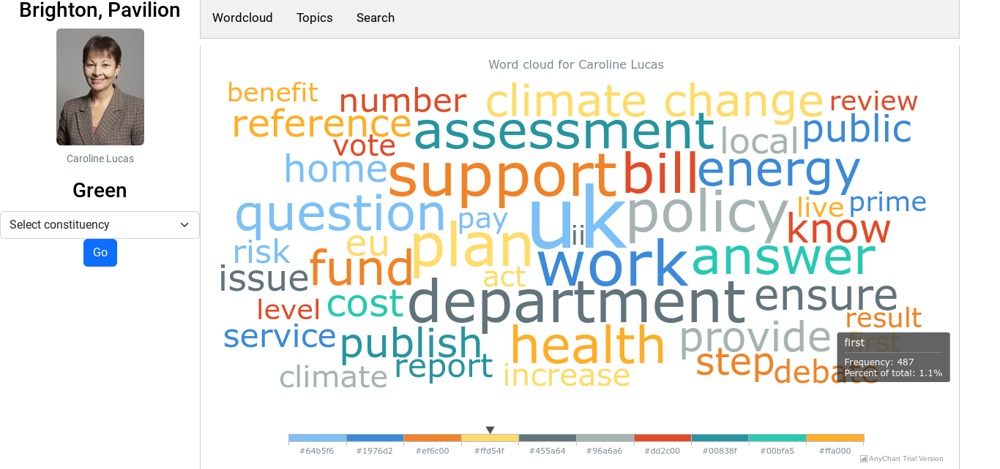 Brighton, Pavilion
Caroline Lucas
Green
Select constituency
Go
Wordcloud Topics Search
Word cloud for Caroline Lucas
benefit number climate change review
reference assessment public
vote local
home support bill energy
question pay uk policy live prime
ii know
risk eu plan work answer
issue fund act
level cost department ensure
result
service publish health provide first
climate report increase step debate
first
Frequency: 487
Percent of total: 1.1%
#64b5f6 #1976d2 #ef6c00 #ffd54f #455a64 #96a6a6 #dd2c00 #00838f #00bfa5 #ffa000
AnyChart Trial Version